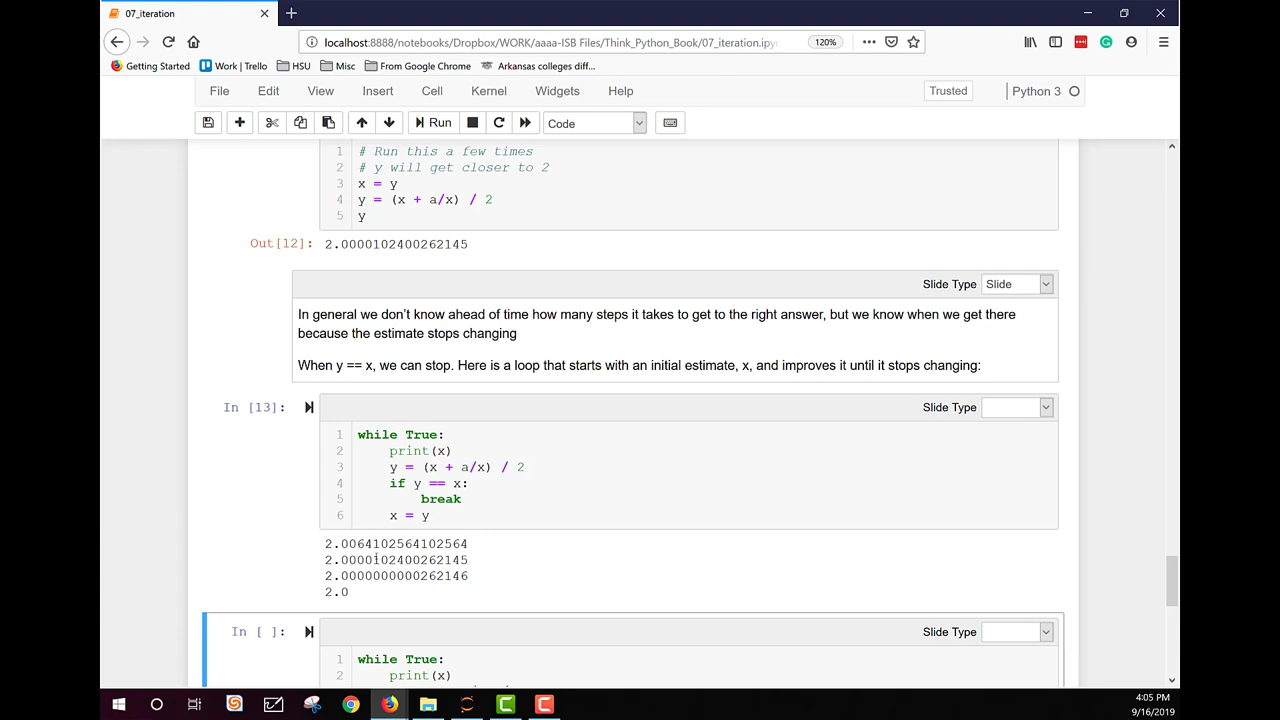 07_iteration
localhost:8888/notebooks/Dropbox/WORK/aaaa-ISB Files/Think_Python_Book/07_iteration.ipyn
120%
Getting Started
Work | Trello
HSU
Misc
From Google Chrome
Arkansas colleges diff...
File Edit View Insert Cell Kernel Widgets Help
Trusted
Python 3
Run
Code
1 # Run this a few times
2 # y will get closer to 2
3 x = y
4 y = (x + a/x) / 2
5 y
Out[12]: 2.0000102400262145
Slide Type Slide
In general we don't know ahead of time how many steps it takes to get to the right answer, but we know when we get there
because the estimate stops changing
When y == x, we can stop. Here is a loop that starts with an initial estimate, x, and improves it until it stops changing:
In [13]:
Slide Type
1 while True:
2 print(x)
3 y = (x + a/x) / 2
4 if y == x:
5 break
6 x = y
2.0064102564102564
2.0000102400262145
2.0000000000262146
2.0
In [ ]:
Slide Type
1 while True:
2 print(x)
4:05 PM
9/16/2019